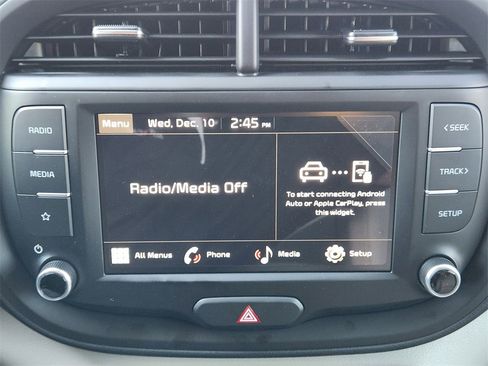 Menu Wed, Dec. 10 2:45 PM
RADIO
MEDIA
Radio/Media Off
To start connecting Android
Auto or Apple CarPlay, press
this widget.
All Menus Phone Media Setup
< SEEK
TRACK >
SETUP